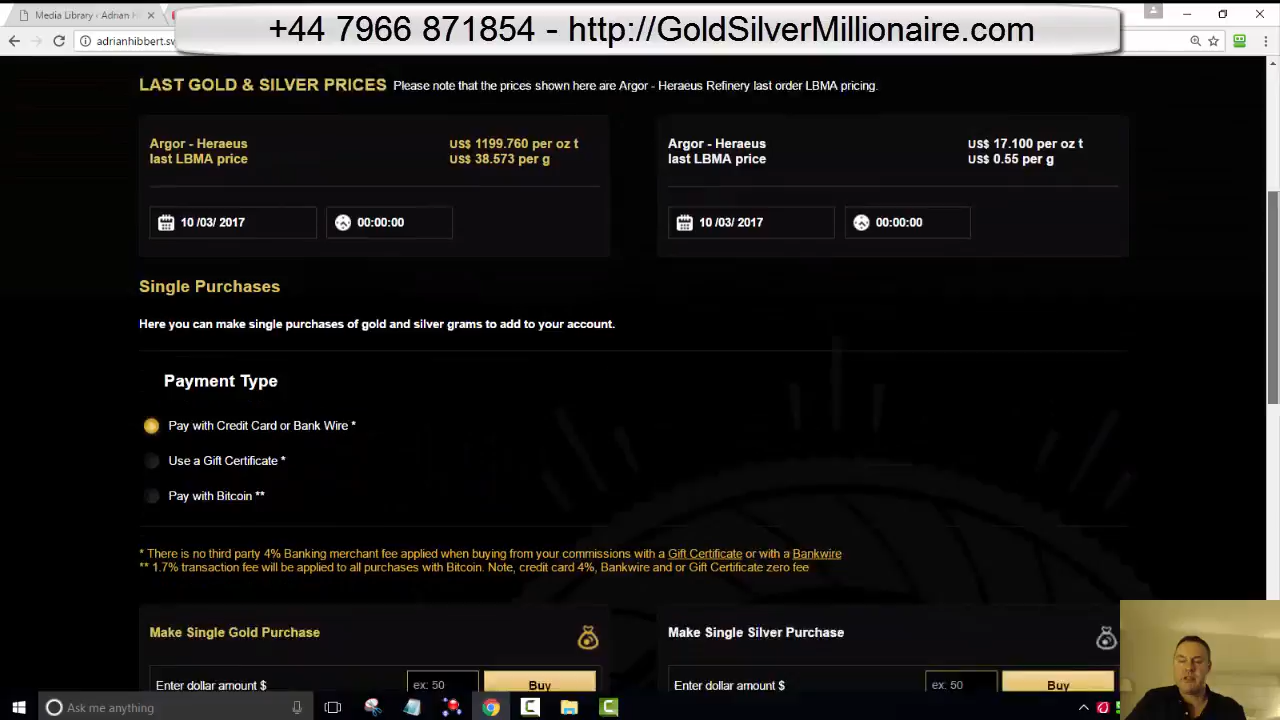 Media Library ‹ Adrian H
+44 7966 871854 - http://GoldSilverMillionaire.com
adrianhibbert.sw
LAST GOLD & SILVER PRICES Please note that the prices shown here are Argor - Heraeus Refinery last order LBMA pricing.
Argor - Heraeus US$ 1199.760 per oz t
last LBMA price US$ 38.573 per g
10 /03/ 2017 00:00:00
Argor - Heraeus US$ 17.100 per oz t
last LBMA price US$ 0.55 per g
10 /03/ 2017 00:00:00
Single Purchases
Here you can make single purchases of gold and silver grams to add to your account.
Payment Type
Pay with Credit Card or Bank Wire *
Use a Gift Certificate *
Pay with Bitcoin **
* There is no third party 4% Banking merchant fee applied when buying from your commissions with a Gift Certificate or with a Bankwire
** 1.7% transaction fee will be applied to all purchases with Bitcoin. Note, credit card 4%, Bankwire and or Gift Certificate zero fee
Make Single Gold Purchase
Enter dollar amount $ ex: 50 Buy
Make Single Silver Purchase
Enter dollar amount $ ex: 50 Buy
Ask me anything